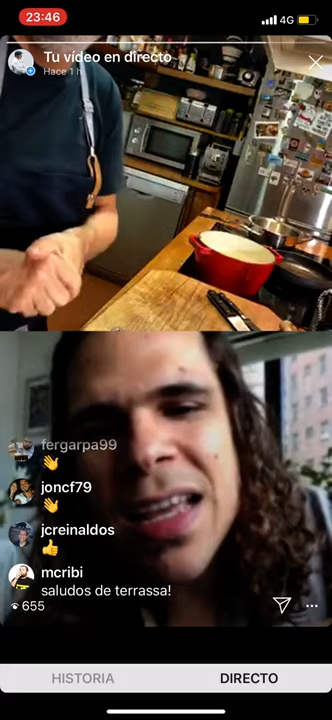 23:46
4G
Tu vídeo en directo
Hace 1 h
fergarpa99
👋
joncf79
👋
jcreinaldos
👍
mcribi
saludos de terrassa!
655
HISTORIA
DIRECTO